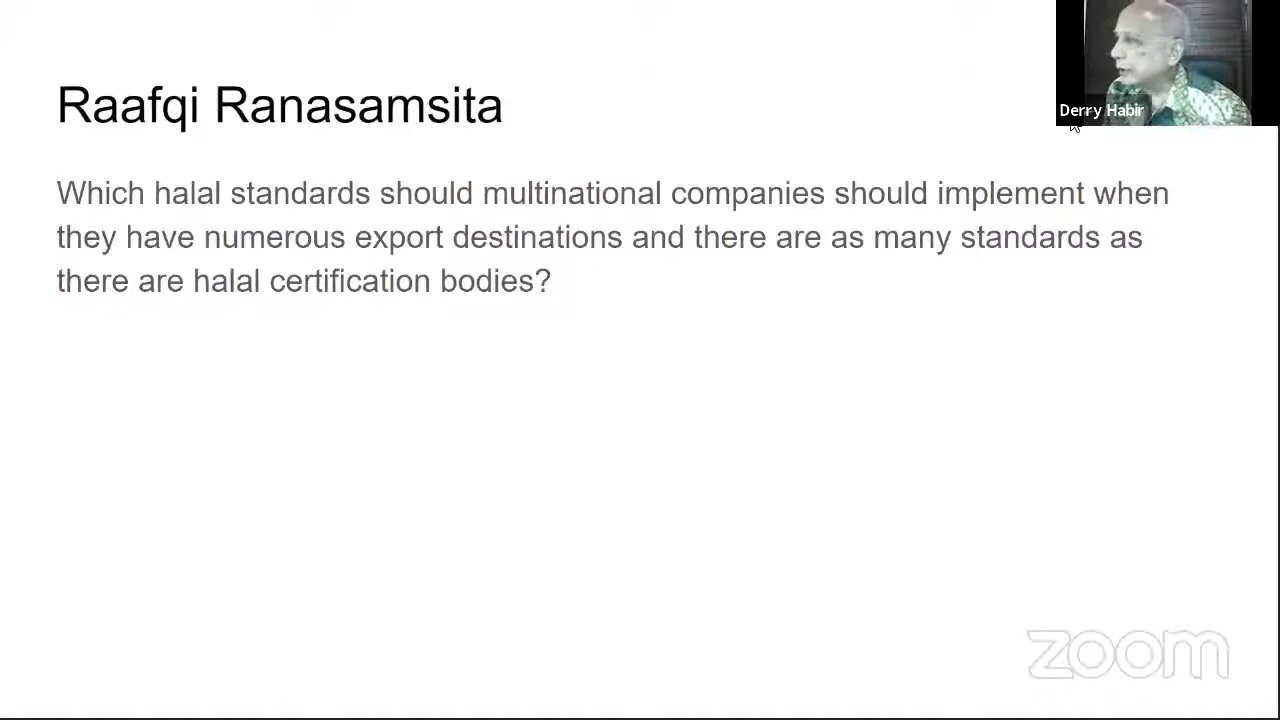 Raafqi Ranasamsita
Derry Habir
Which halal standards should multinational companies should implement when
they have numerous export destinations and there are as many standards as
there are halal certification bodies?
zoom